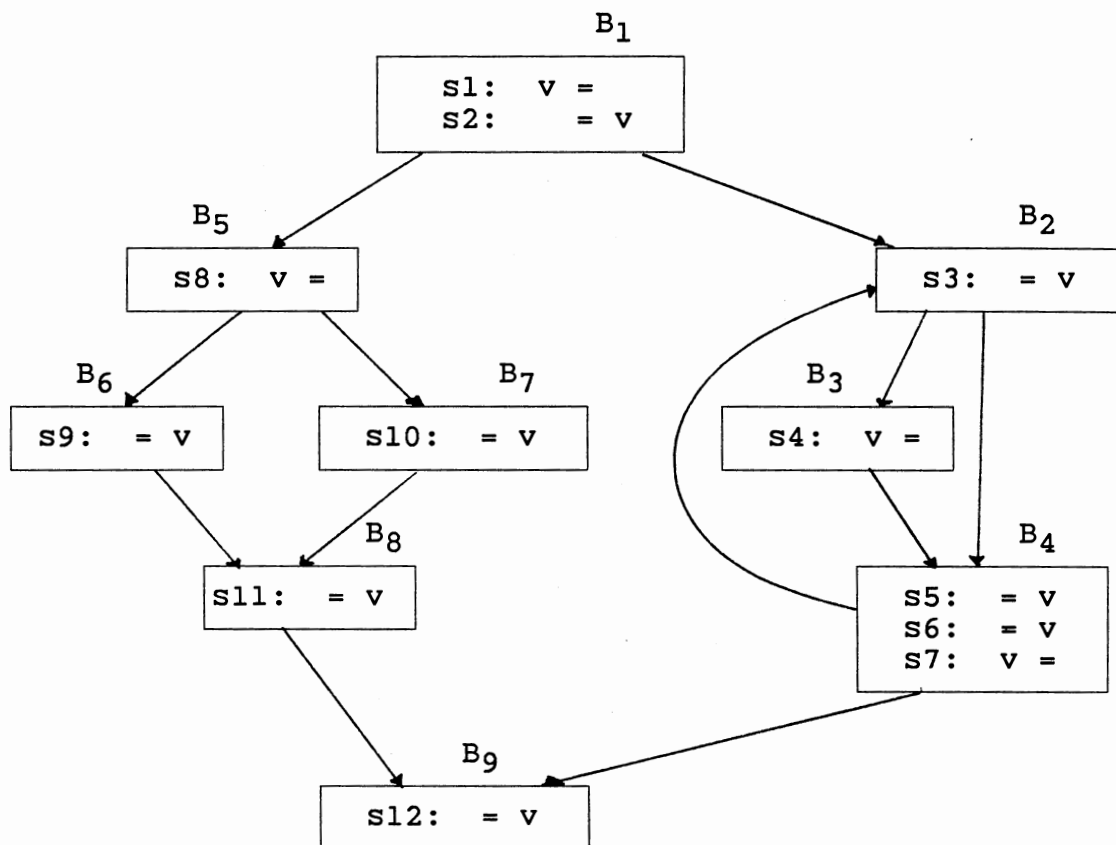 B1
s1: v =
s2: = v
B5
B2
s8: v =
s3: = v
B6
B7
B3
s9: = v
s10: = v
s4: v =
B8
B4
s11: = v
s5: = v
s6: = v
s7: v =
B9
s12: = v